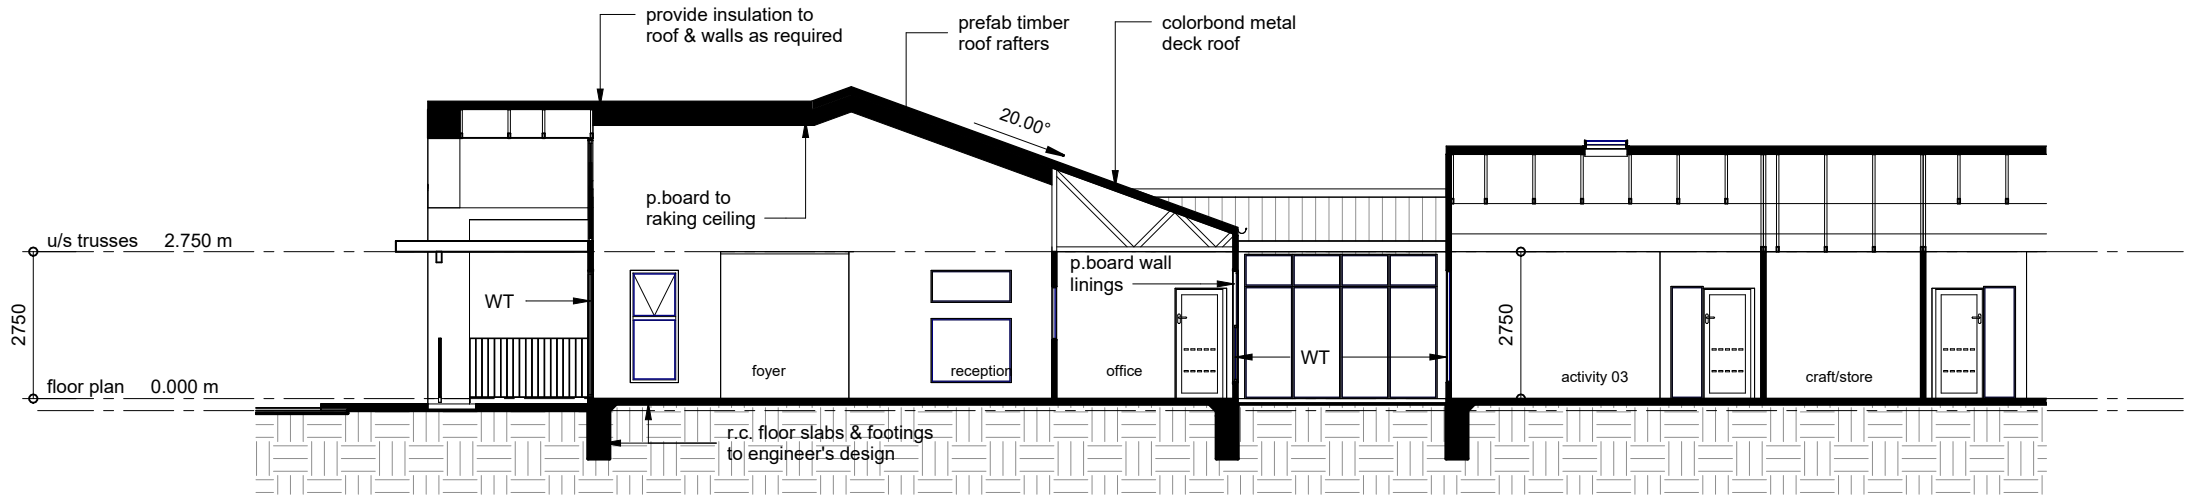 provide insulation to
roof & walls as required
prefab timber
roof rafters
colorbond metal
deck roof
20.00°
p.board to
raking ceiling
u/s trusses 2.750 m
p.board wall
linings
WT
2750
2750
WT
foyer
reception
office
activity 03
craft/store
floor plan 0.000 m
r.c. floor slabs & footings
to engineer's design